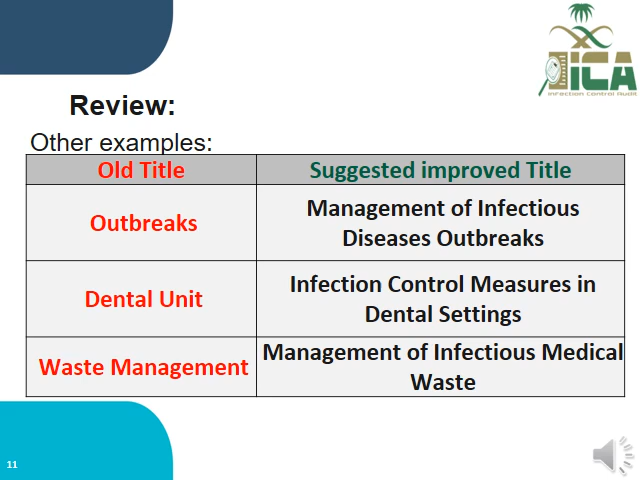 iCA
Infection Control Audit
Review:
Other examples:
Old Title
Suggested improved Title
Outbreaks
Management of Infectious
Diseases Outbreaks
Dental Unit
Infection Control Measures in
Dental Settings
Waste Management
Management of Infectious Medical
Waste
11